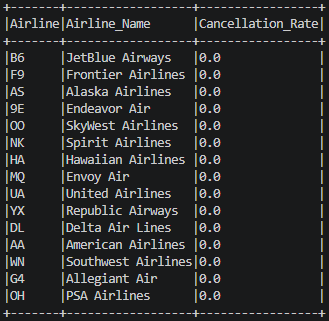 +-------+------------------+-----------------+
|Airline|Airline_Name      |Cancellation_Rate|
+-------+------------------+-----------------+
|B6     |JetBlue Airways   |0.0              |
|F9     |Frontier Airlines |0.0              |
|AS     |Alaska Airlines   |0.0              |
|9E     |Endeavor Air      |0.0              |
|OO     |SkyWest Airlines  |0.0              |
|NK     |Spirit Airlines   |0.0              |
|HA     |Hawaiian Airlines |0.0              |
|MQ     |Envoy Air         |0.0              |
|UA     |United Airlines   |0.0              |
|YX     |Republic Airways  |0.0              |
|DL     |Delta Air Lines   |0.0              |
|AA     |American Airlines |0.0              |
|WN     |Southwest Airlines|0.0              |
|G4     |Allegiant Air     |0.0              |
|OH     |PSA Airlines      |0.0              |
+-------+------------------+-----------------+